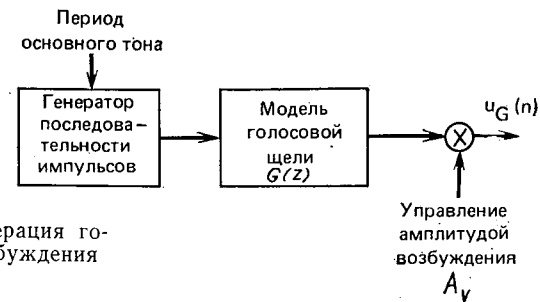 Период
основного тона
Генератор
последова-
тельности
импульсов
Модель
голосовой
щели
G(z)
X
u_G(n)
Управление
амплитудой
возбуждения
A_v
ерация го-
буждения